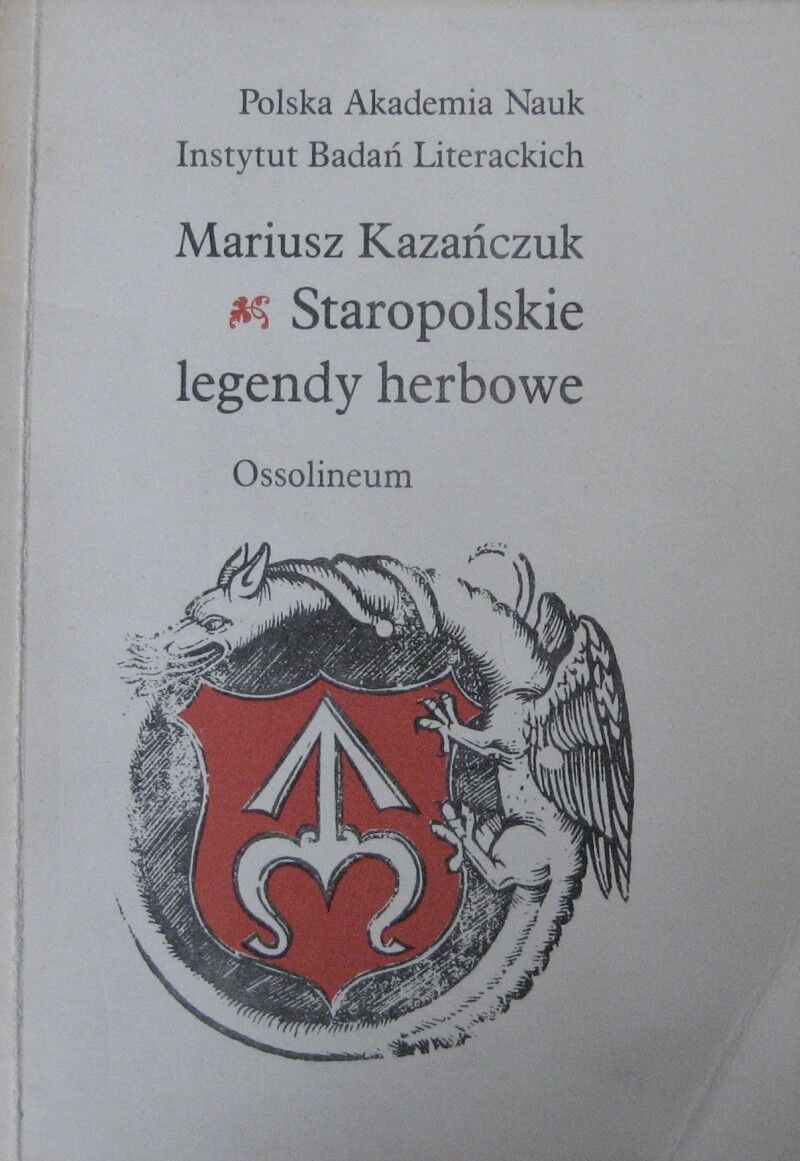 Polska Akademia Nauk
Instytut Badań Literackich
Mariusz Kazańczuk
Staropolskie
legendy herbowe
Ossolineum